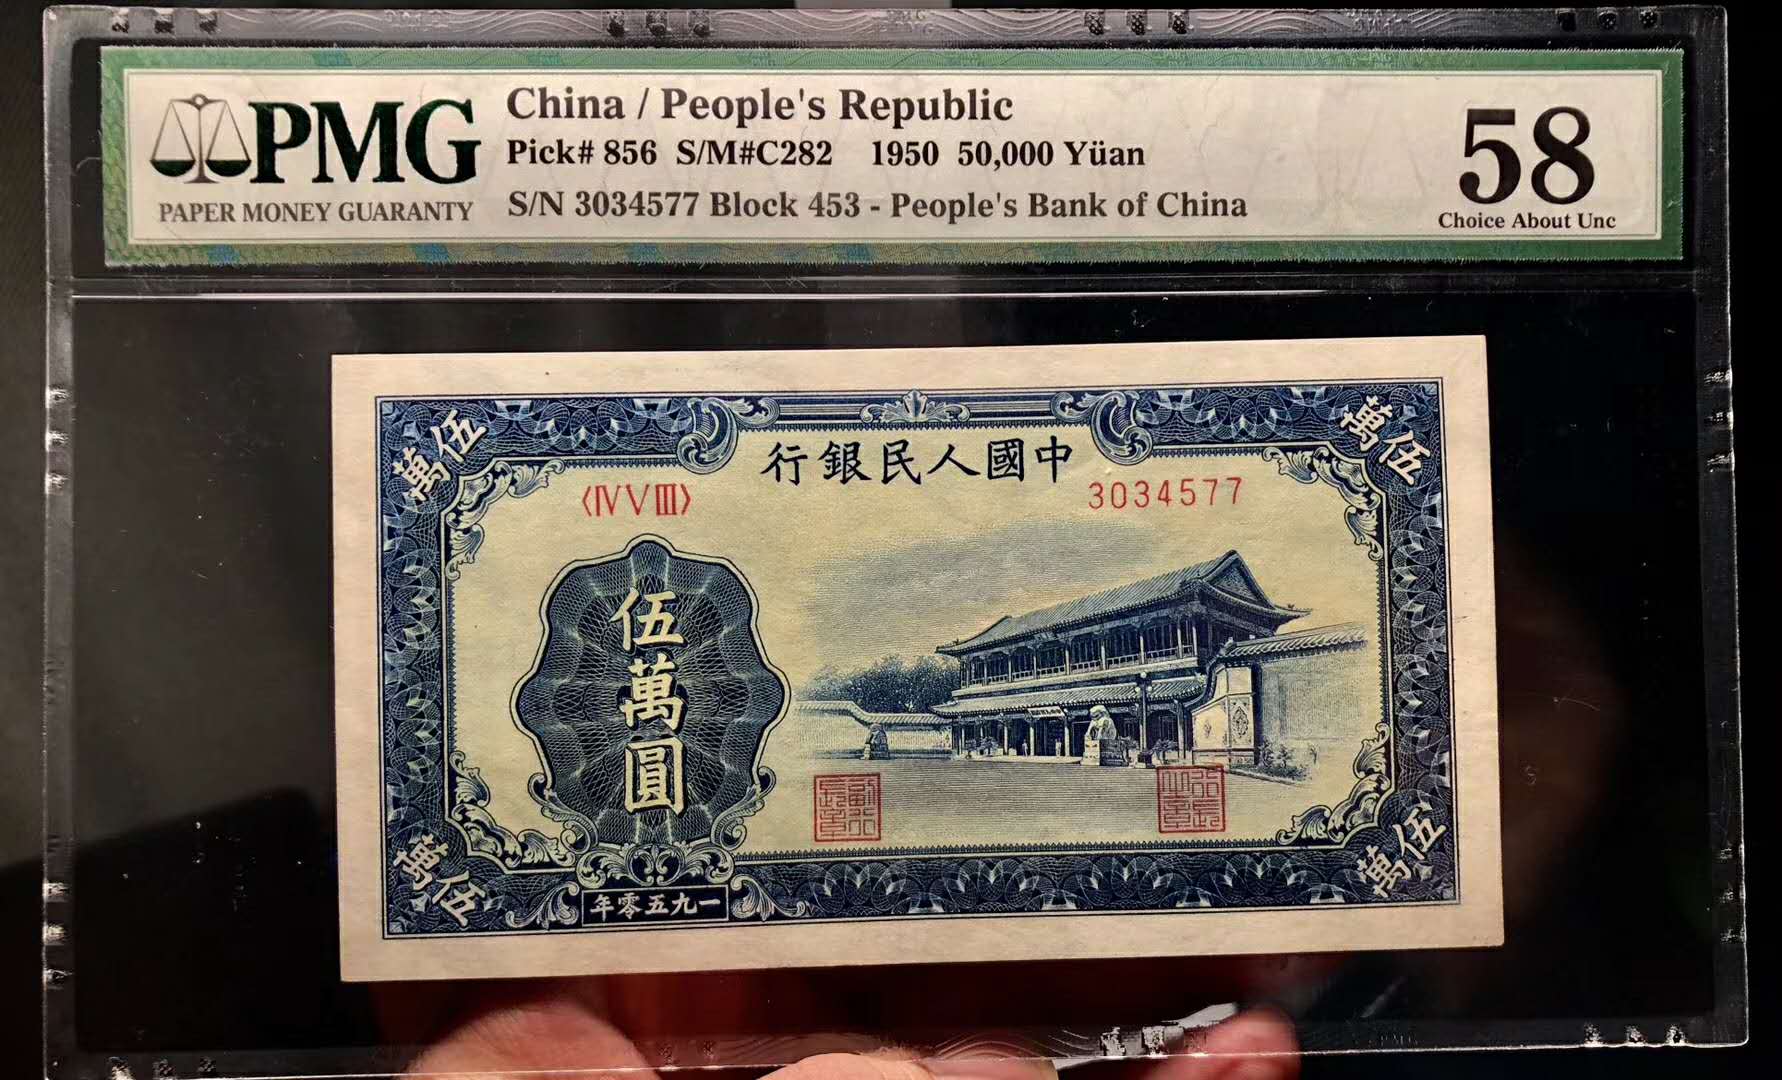 PMG
PAPER MONEY GUARANTY
China / People's Republic
Pick# 856 S/M#C282 1950 50,000 Yüan
S/N 3034577 Block 453 - People's Bank of China
58
Choice About Unc
伍萬
伍萬
行銀民人國中
〈ⅣⅤⅢ〉
3034577
伍萬圓
伍萬
伍萬
年零五九一